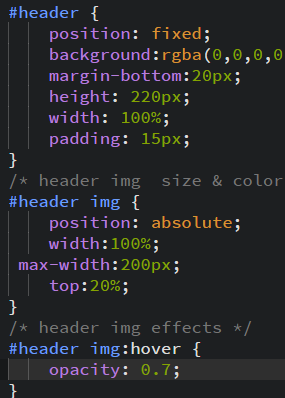 #header {
position: fixed;
background:rgba(0,0,0,0
margin-bottom:20px;
height: 220px;
width: 100%;
padding: 15px;
}
/* header img  size & color
#header img {
position: absolute;
width:100%;
max-width:200px;
top:20%;
}
/* header img effects */
#header img:hover {
opacity: 0.7;
}